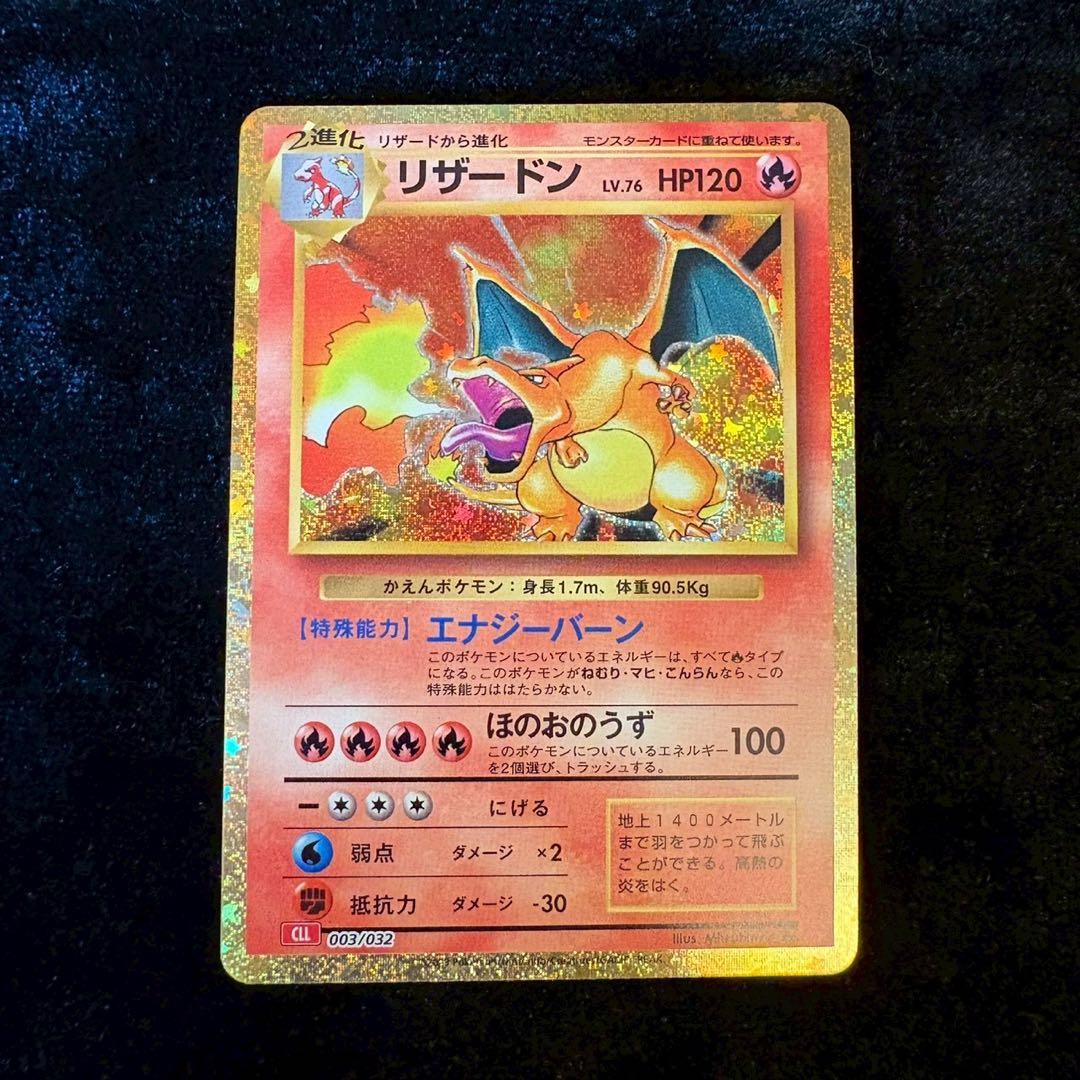 2進化 リザードから進化 モンスターカードに重ねて使います。
リザードン LV.76 HP120
かえんポケモン：身長1.7m、体重90.5Kg
【特殊能力】 エナジーバーン
このポケモンについているエネルギーは、すべてタイプ
になる。このポケモンがねむり・マヒ・こんらんなら、この
特殊能力ははたらかない。
ほのおのうず
このポケモンについているエネルギー
を2個選び、トラッシュする。
100
にげる
弱点 ダメージ ×2
抵抗力 ダメージ -30
地上1400メートル
まで羽をつかって飛ぶ
ことができる。高熱の
炎をはく。
CLL 003/032
Illus.